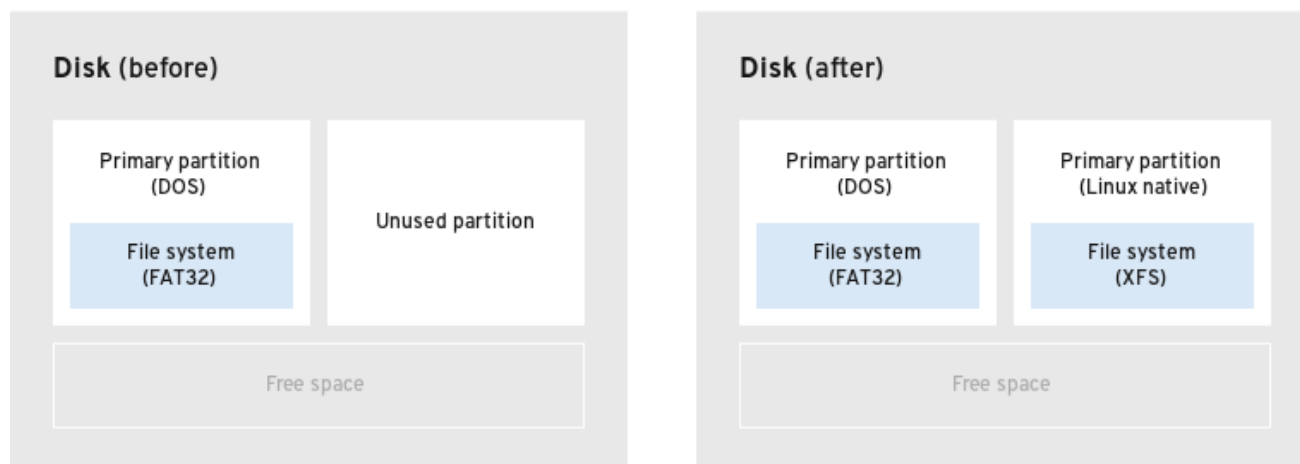 Disk (before)
Primary partition
(DOS)
File system
(FAT32)
Unused partition
Free space
Disk (after)
Primary partition
(DOS)
File system
(FAT32)
Primary partition
(Linux native)
File system
(XFS)
Free space